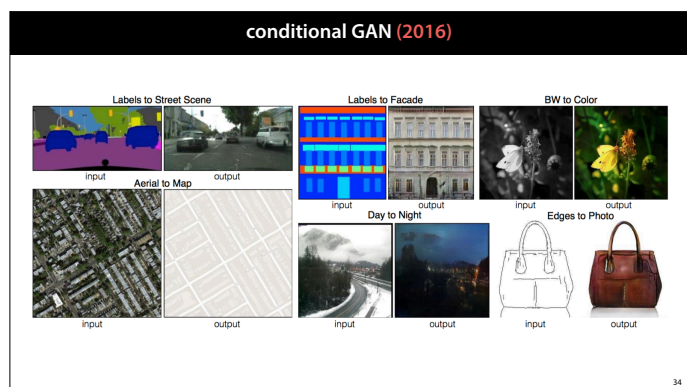 conditional GAN (2016)
Labels to Street Scene
input
output
Aerial to Map
input
output
Labels to Facade
input
output
BW to Color
input
output
Day to Night
input
output
Edges to Photo
input
output
34